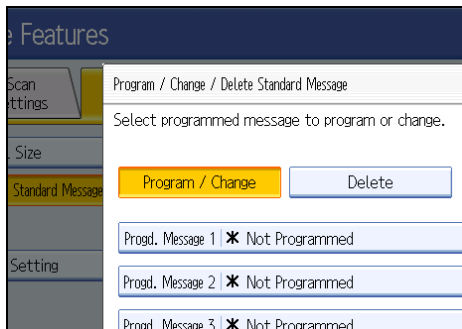 Features
Scan
Program / Change / Delete Standard Message
Select programmed message to program or change.
Size
Program / Change
Delete
Standard Message
Progd. Message 1 * Not Programmed
Setting
Progd. Message 2 * Not Programmed
Progd. Message 3 * Not Programmed